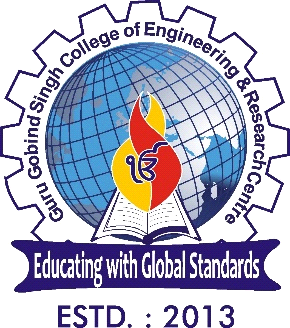 Guru Gobind Singh College of Engineering & Research Centre
ੴ
Educating with Global Standards
ESTD. : 2013